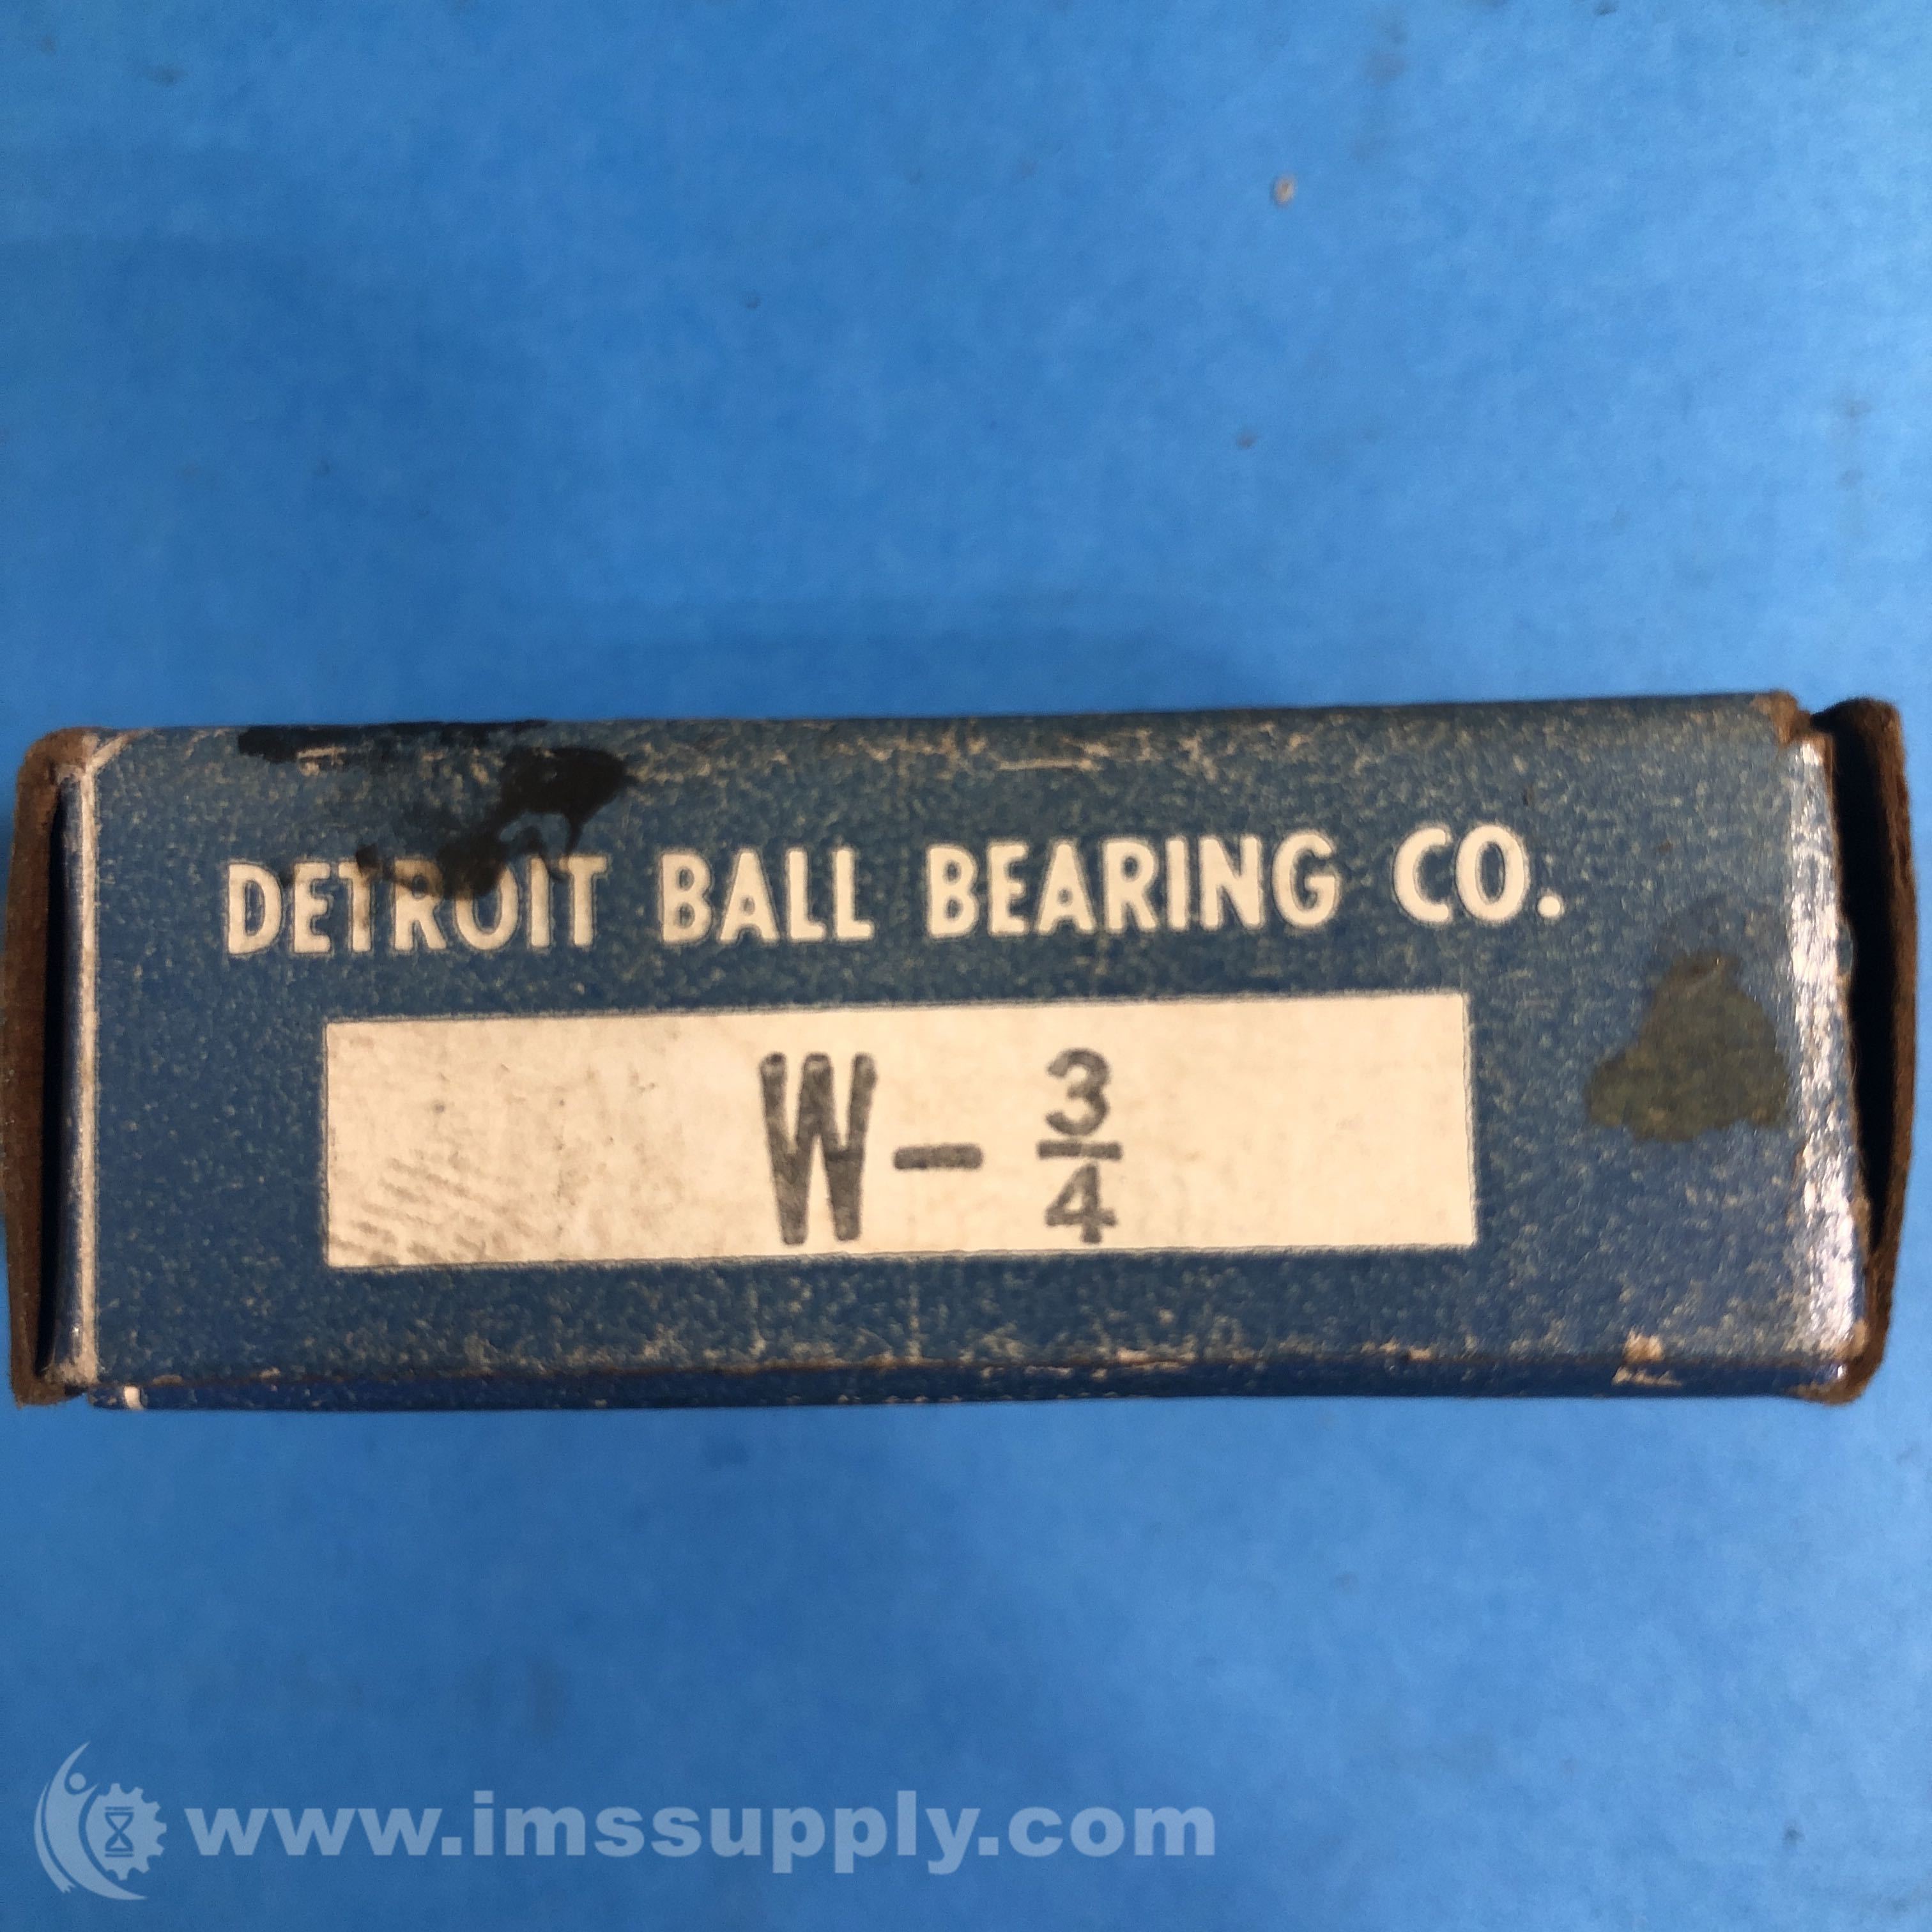 DETROIT BALL BEARING CO.
W-3/4
www.imssupply.com